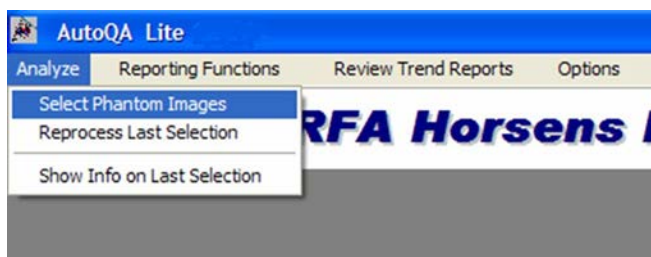 AutoQA Lite
Analyze Reporting Functions Review Trend Reports Options
Select Phantom Images
RFA Horsens
Reprocess Last Selection
Show Info on Last Selection